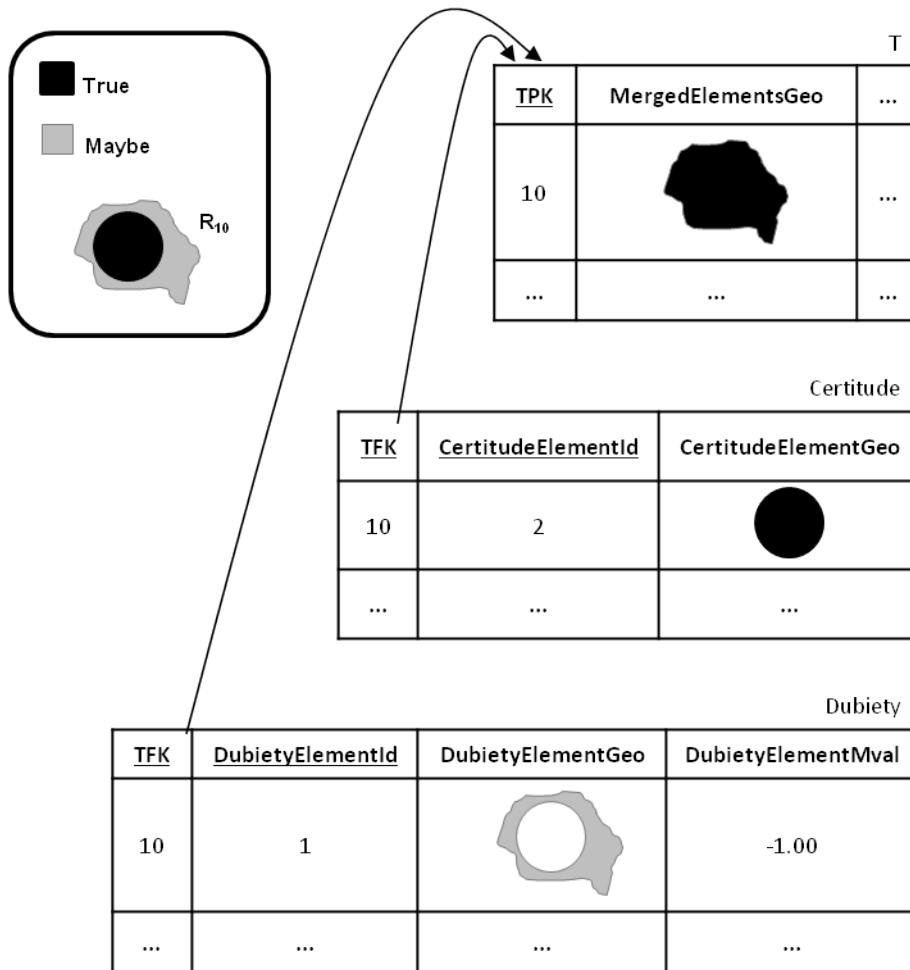 True
Maybe
R10
T
TPK MergedElementsGeo ...
10 ...
... ... ...
Certitude
TFK CertitudeElementId CertitudeElementGeo
10 2
... ... ...
Dubiety
TFK DubietyElementId DubietyElementGeo DubietyElementMval
10 1 -1.00
... ... ... ...